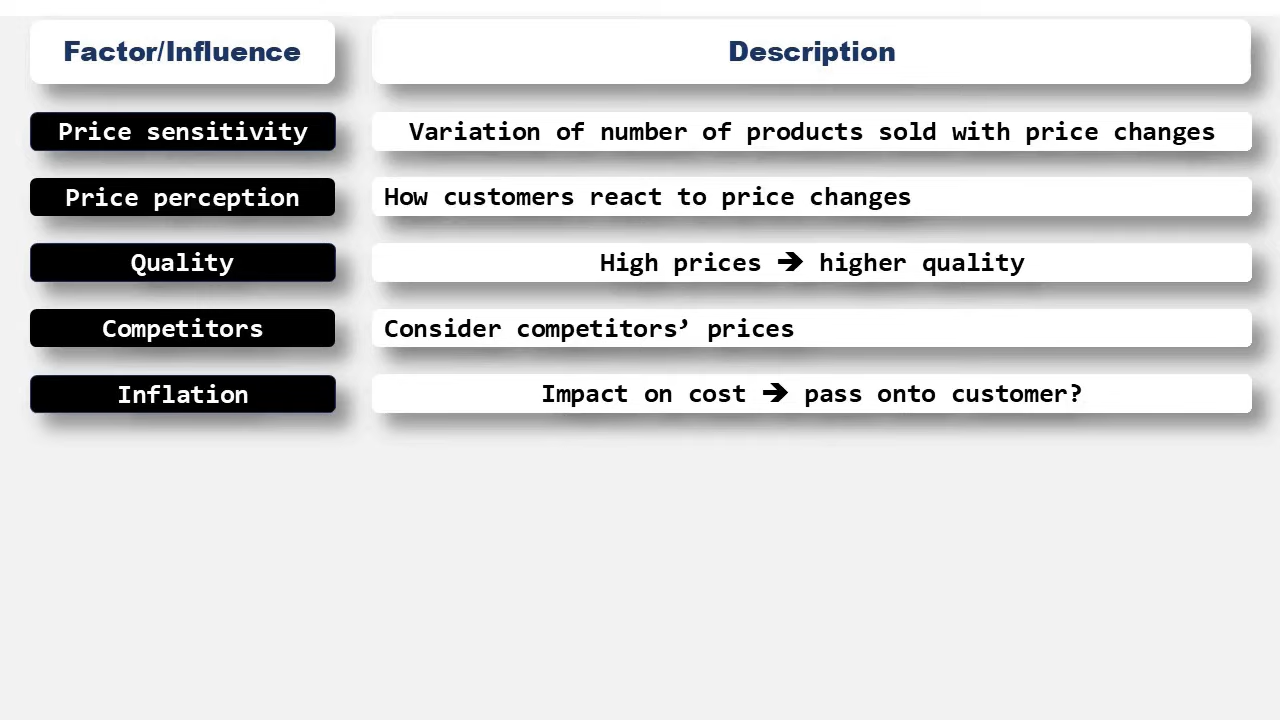 Factor/Influence Description
Price sensitivity Variation of number of products sold with price changes
Price perception How customers react to price changes
Quality High prices ➔ higher quality
Competitors Consider competitors’ prices
Inflation Impact on cost ➔ pass onto customer?